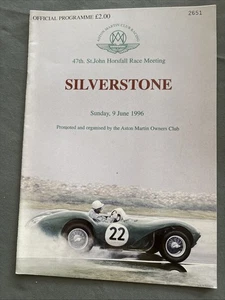 OFFICIAL PROGRAMME £2.00
2651
47th. St.John Horsfall Race Meeting
SILVERSTONE
Sunday, 9 June 1996
Presented and organised by the Aston Martin Owners Club
22